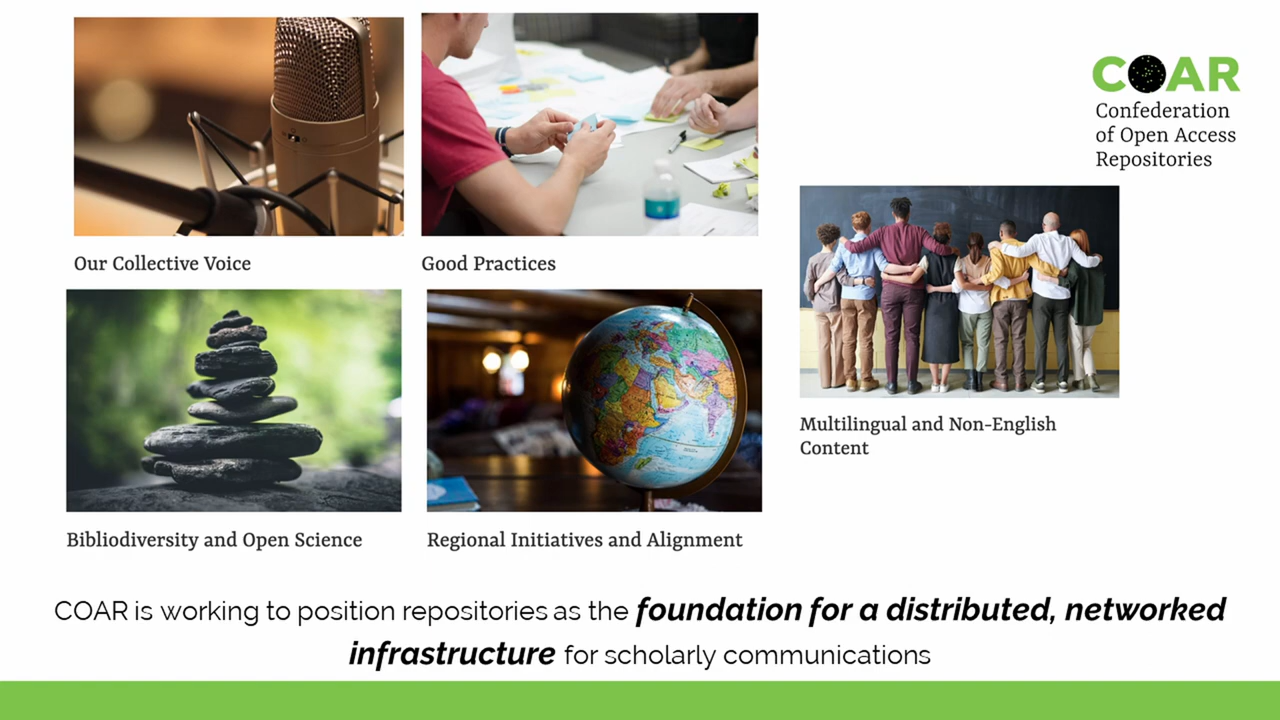 COAR
Confederation
of Open Access
Repositories
Our Collective Voice
Good Practices
Multilingual and Non-English
Content
Bibliodiversity and Open Science
Regional Initiatives and Alignment
COAR is working to position repositories as the foundation for a distributed, networked
infrastructure for scholarly communications